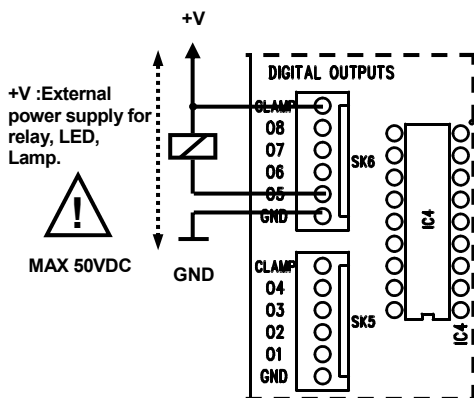 +V
+V :External
power supply for
relay, LED,
Lamp.
!
MAX 50VDC
GND
DIGITAL OUTPUTS
CLAMP
O8
O7
O6
O5
GND
SK6
CLAMP
O4
O3
O2
O1
GND
SK5
IC4
IC4